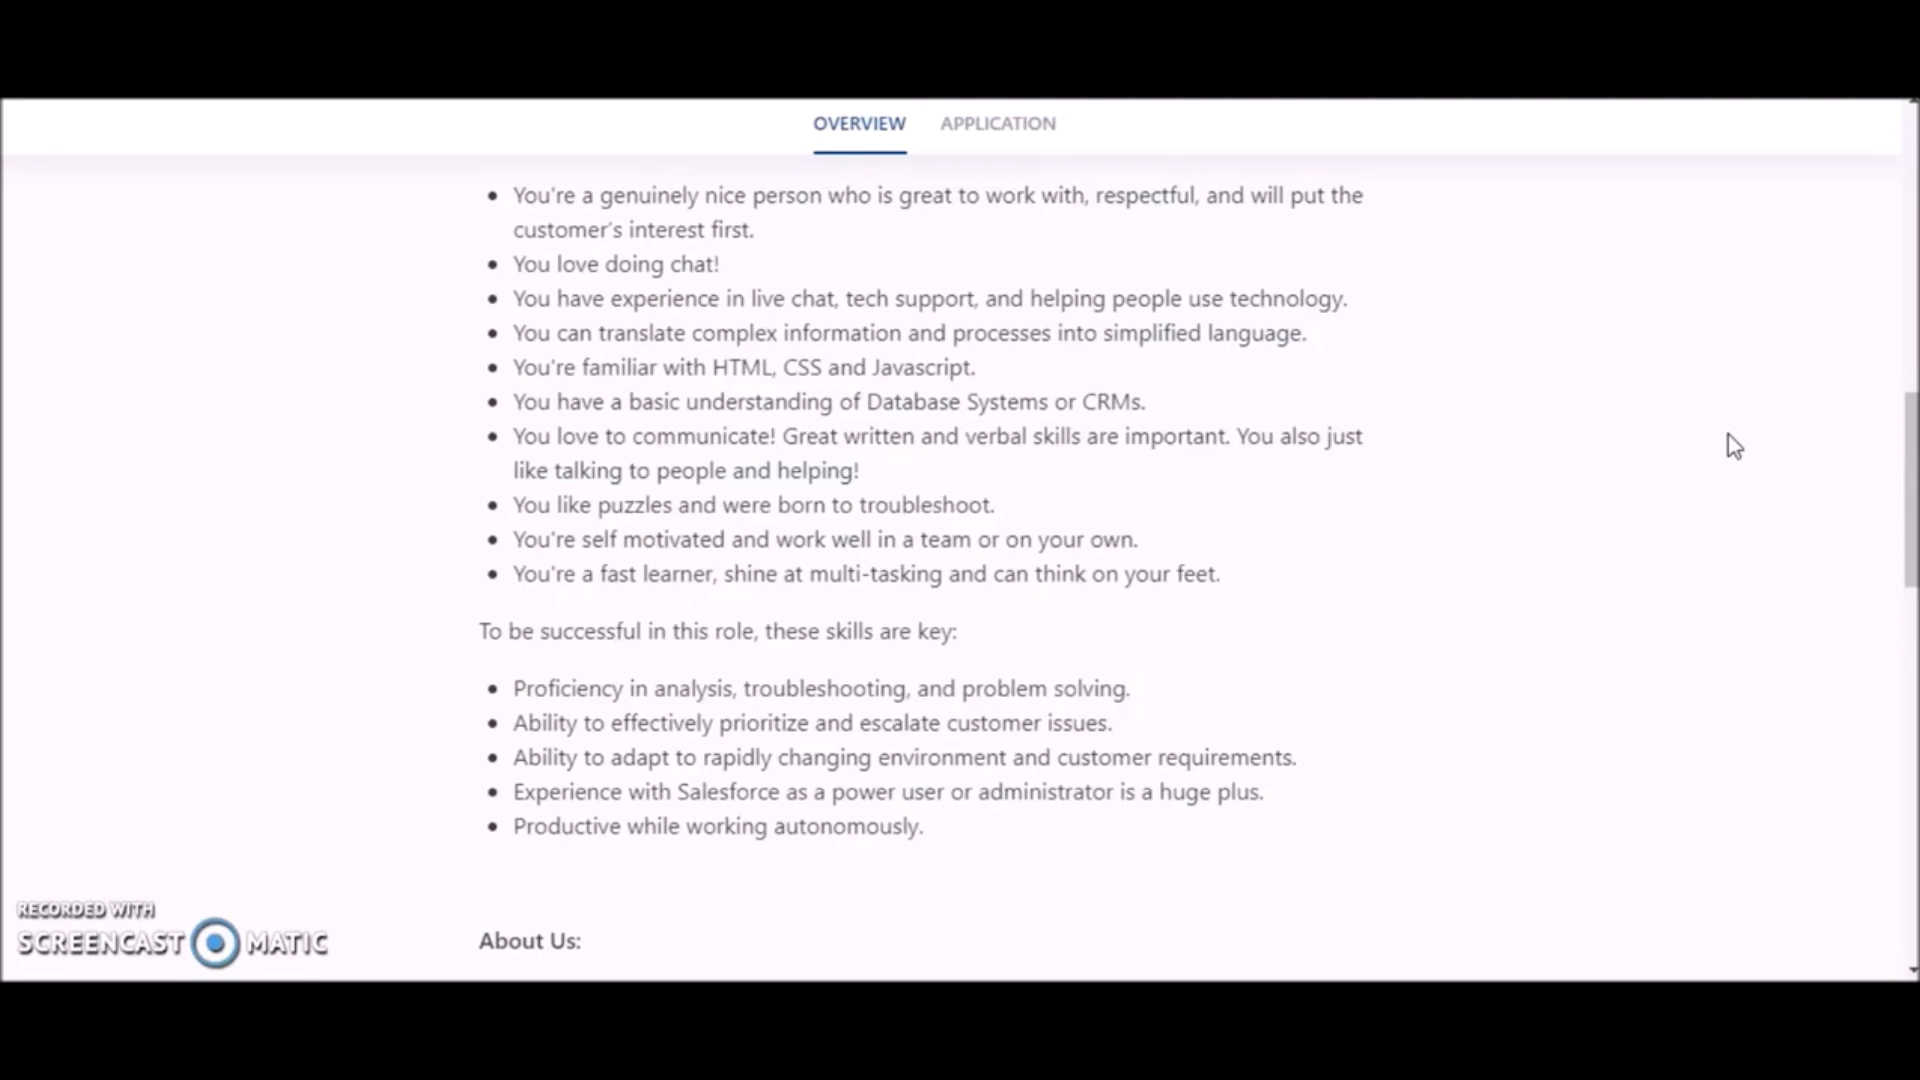 OVERVIEW APPLICATION
• You're a genuinely nice person who is great to work with, respectful, and will put the
customer's interest first.
• You love doing chat!
• You have experience in live chat, tech support, and helping people use technology.
• You can translate complex information and processes into simplified language.
• You're familiar with HTML, CSS and Javascript.
• You have a basic understanding of Database Systems or CRMs.
• You love to communicate! Great written and verbal skills are important. You also just
like talking to people and helping!
• You like puzzles and were born to troubleshoot.
• You're self motivated and work well in a team or on your own.
• You're a fast learner, shine at multi-tasking and can think on your feet.
To be successful in this role, these skills are key:
• Proficiency in analysis, troubleshooting, and problem solving.
• Ability to effectively prioritize and escalate customer issues.
• Ability to adapt to rapidly changing environment and customer requirements.
• Experience with Salesforce as a power user or administrator is a huge plus.
• Productive while working autonomously.
About Us:
RECORDED WITH
SCREENCAST MATIC